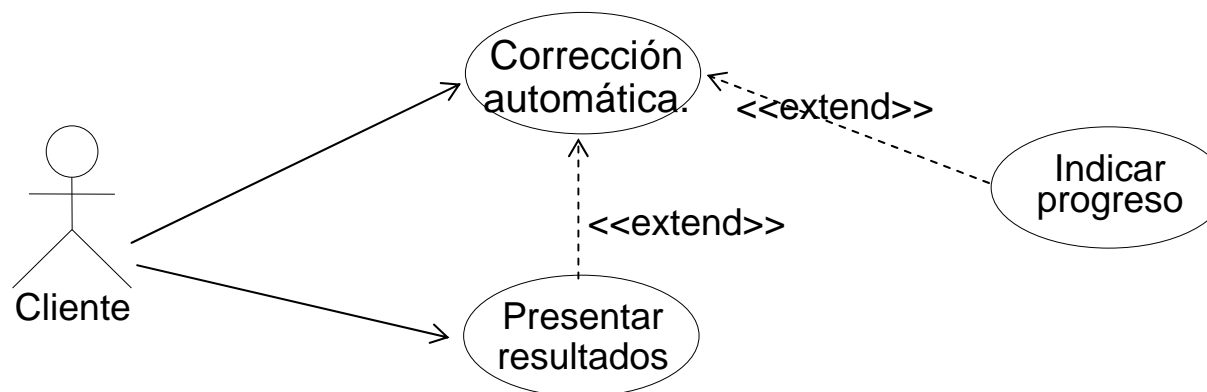 Corrección
automática.
<<extend>>
Indicar
progreso
<<extend>>
Cliente
Presentar
resultados